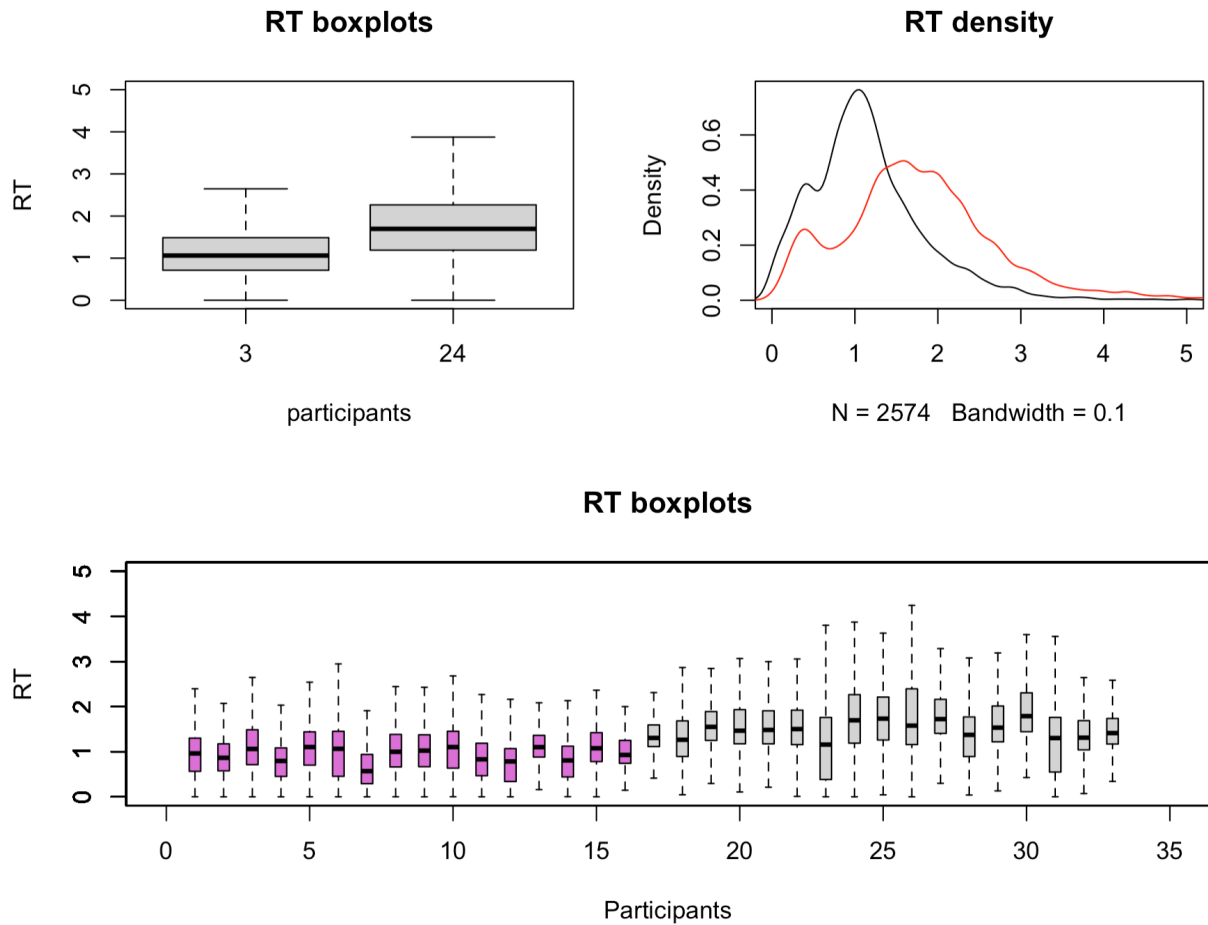 RT boxplots
RT
5
4
3
2
1
0
3 24
participants
RT density
Density
0.6
0.4
0.2
0.0
0 1 2 3 4 5
N = 2574 Bandwidth = 0.1
RT boxplots
RT
5
4
3
2
1
0
0 5 10 15 20 25 30 35
Participants